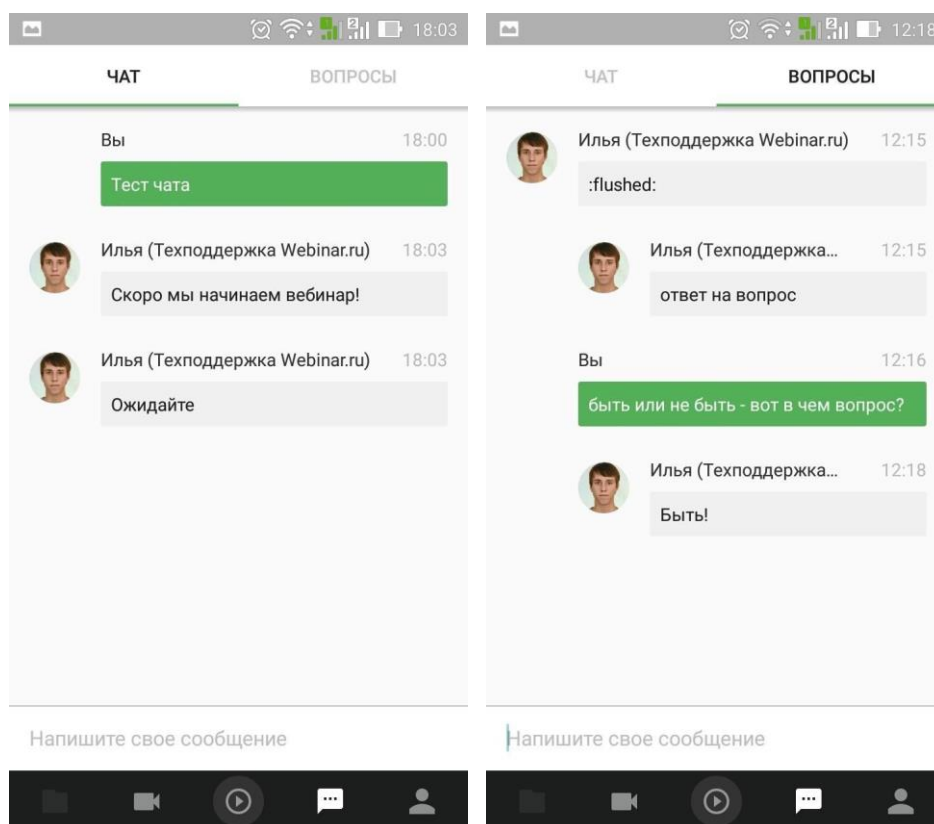 18:03
ЧАТ ВОПРОСЫ
Вы 18:00
Тест чата
Илья (Техподдержка Webinar.ru) 18:03
Скоро мы начинаем вебинар!
Илья (Техподдержка Webinar.ru) 18:03
Ожидайте
Напишите свое сообщение
2 12:18
ЧАТ ВОПРОСЫ
Илья (Техподдержка Webinar.ru) 12:15
:flushed:
Илья (Техподдержка... 12:15
ответ на вопрос
Вы 12:16
быть или не быть - вот в чем вопрос?
Илья (Техподдержка... 12:18
Быть!
Напишите свое сообщение